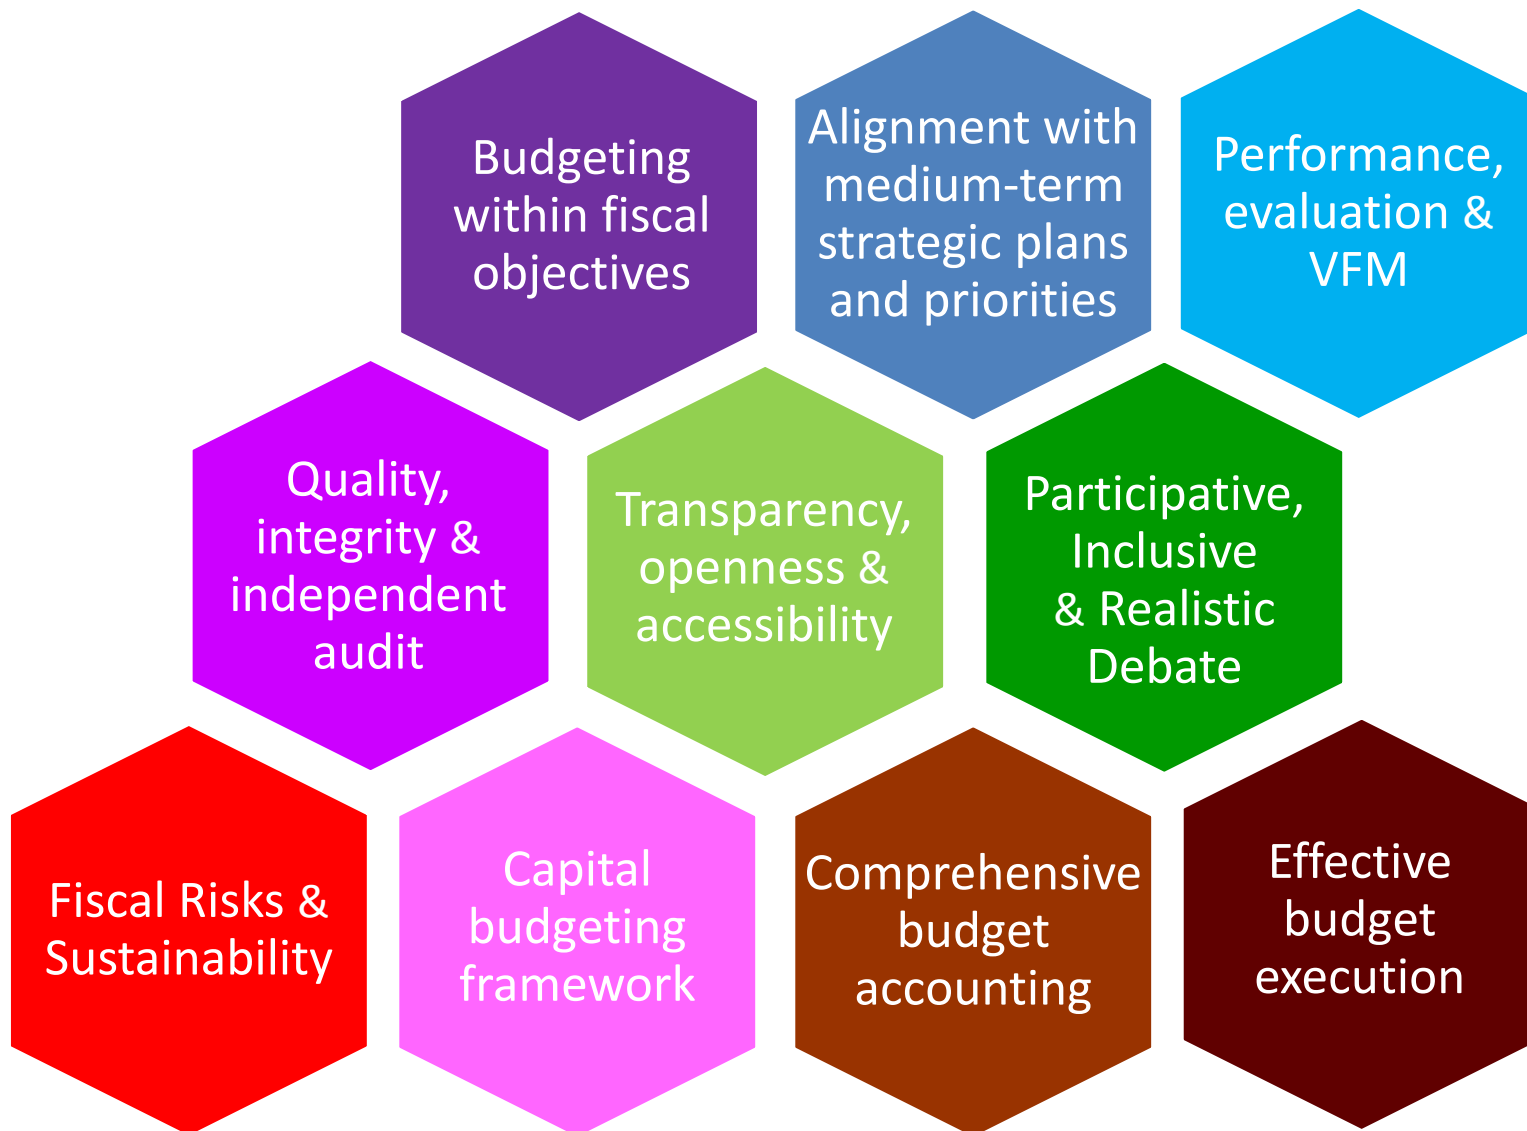 Budgeting
within fiscal
objectives
Alignment with
medium-term
strategic plans
and priorities
Performance,
evaluation &
VFM
Quality,
integrity &
independent
audit
Transparency,
openness &
accessibility
Participative,
Inclusive
& Realistic
Debate
Fiscal Risks &
Sustainability
Capital
budgeting
framework
Comprehensive
budget
accounting
Effective
budget
execution